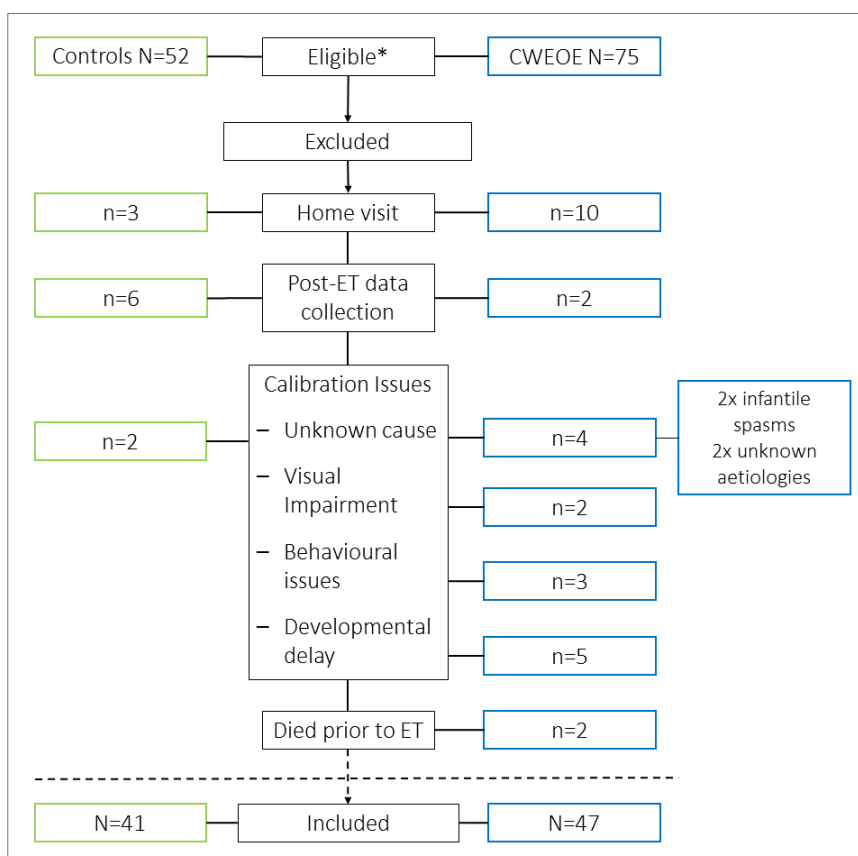 Controls N=52
Eligible*
CWEOE N=75
Excluded
n=3
Home visit
n=10
n=6
Post-ET data
collection
n=2
Calibration Issues
n=2
– Unknown cause
n=4
2x infantile
spasms
2x unknown
aetiologies
– Visual
Impairment
n=2
– Behavioural
issues
n=3
– Developmental
delay
n=5
Died prior to ET
n=2
N=41
Included
N=47